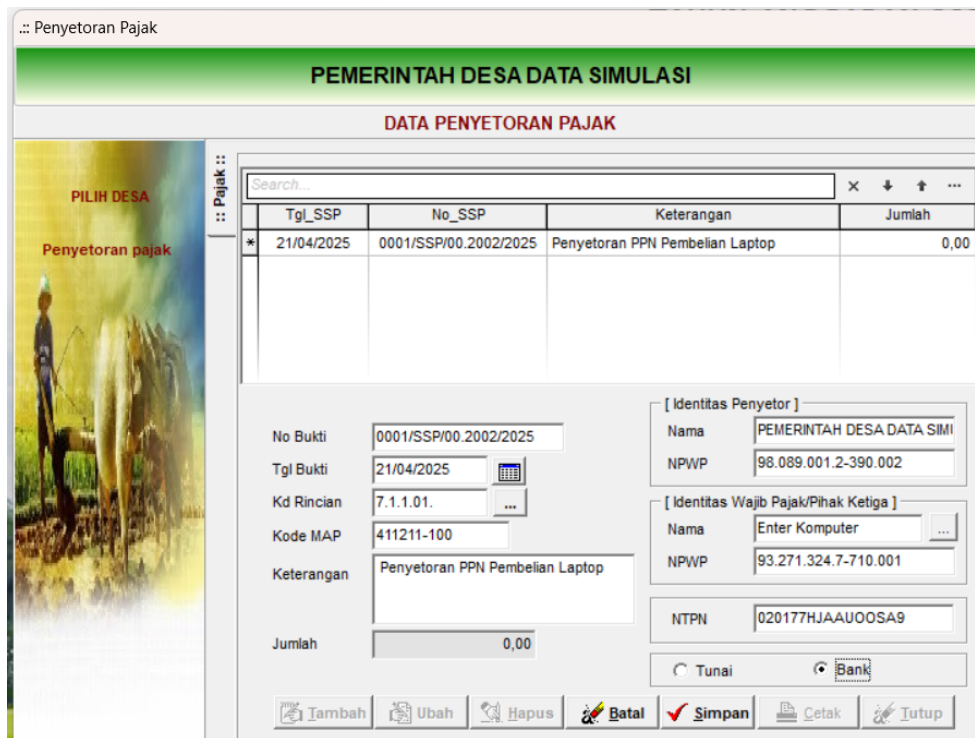 .:: Penyetoran Pajak
PEMERINTAH DESA DATA SIMULASI
DATA PENYETORAN PAJAK
PILIH DESA
Penyetoran pajak
:: Pajak ::
Search...
Tgl_SSP No_SSP Keterangan Jumlah
* 21/04/2025 0001/SSP/00.2002/2025 Penyetoran PPN Pembelian Laptop 0,00
No Bukti 0001/SSP/00.2002/2025
Tgl Bukti 21/04/2025
Kd Rincian 7.1.1.01. ...
Kode MAP 411211-100
Keterangan Penyetoran PPN Pembelian Laptop
Jumlah 0,00
[ Identitas Penyetor ]
Nama PEMERINTAH DESA DATA SIM
NPWP 98.089.001.2-390.002
[ Identitas Wajib Pajak/Pihak Ketiga ]
Nama Enter Komputer ...
NPWP 93.271.324.7-710.001
NTPN 020177HJAAUOOSA9
Tunai Bank
Tambah Ubah Hapus Batal Simpan Cetak Tutup